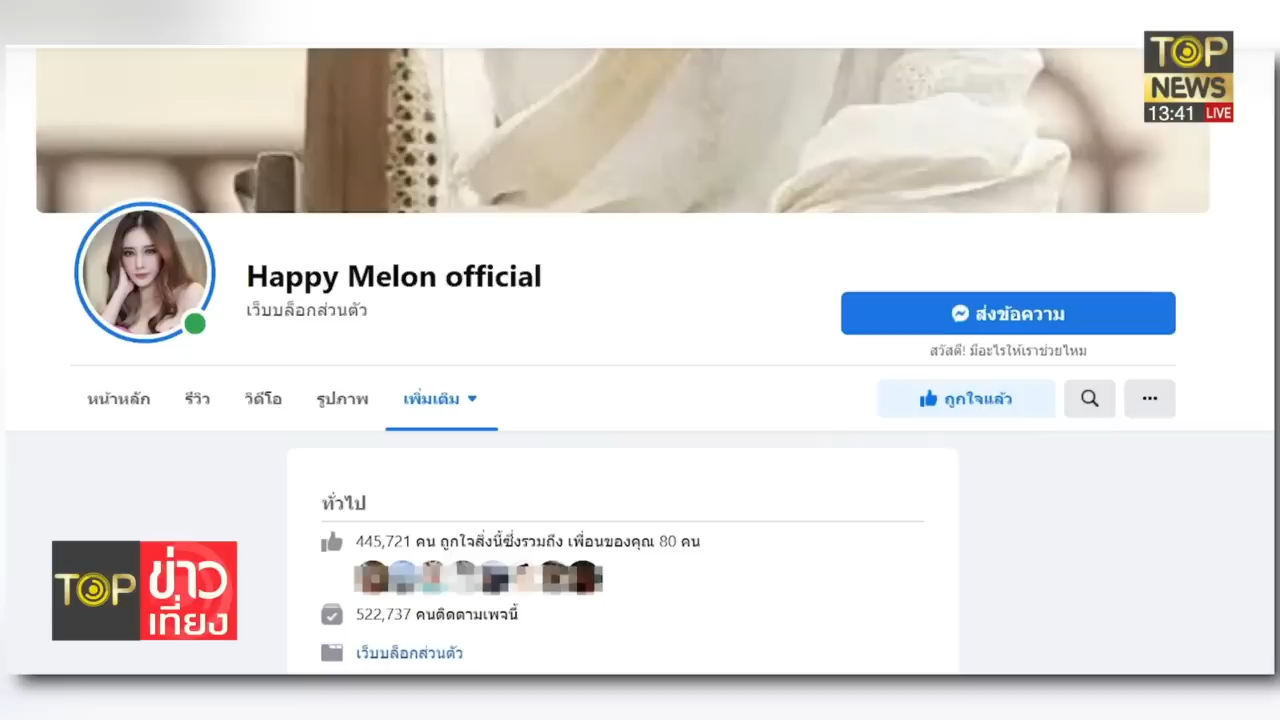 TOP
NEWS
13:41 LIVE
Happy Melon official
เว็บบล็อกส่วนตัว
ส่งข้อความ
สวัสดี! มีอะไรให้เราช่วยไหม
หน้าหลัก รีวิว วิดีโอ รูปภาพ เพิ่มเติม
ถูกใจแล้ว
ทั่วไป
445,721 คน ถูกใจสิ่งนี้ซึ่งรวมถึง เพื่อนของคุณ 80 คน
522,737 คนติดตามเพจนี้
เว็บบล็อกส่วนตัว
TOP ข่าว
เที่ยง